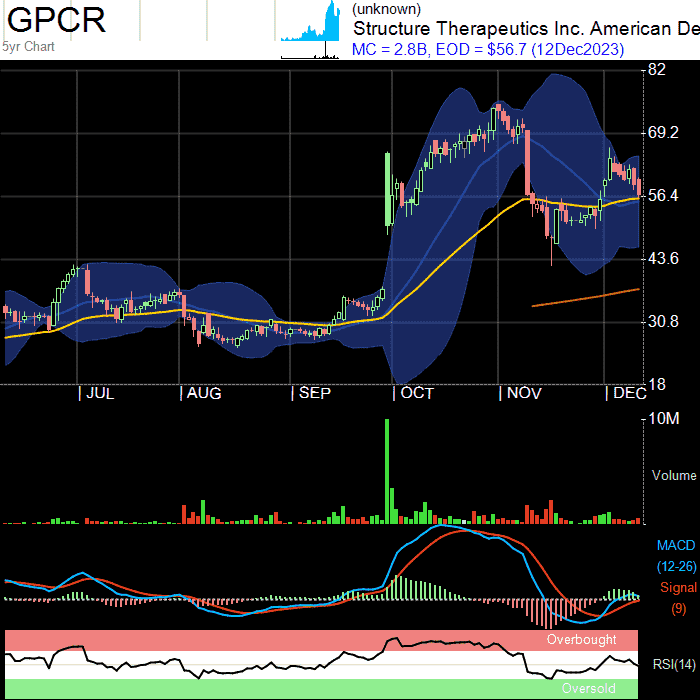 GPCR
5yr Chart
(unknown)
Structure Therapeutics Inc. American De
MC = 2.8B, EOD = $56.7 (12Dec2023)
82
69.2
56.4
43.6
30.8
18
JUL AUG SEP OCT NOV DEC
10M
Volume
MACD
(12-26)
Signal
(9)
Overbought
RSI(14)
Oversold